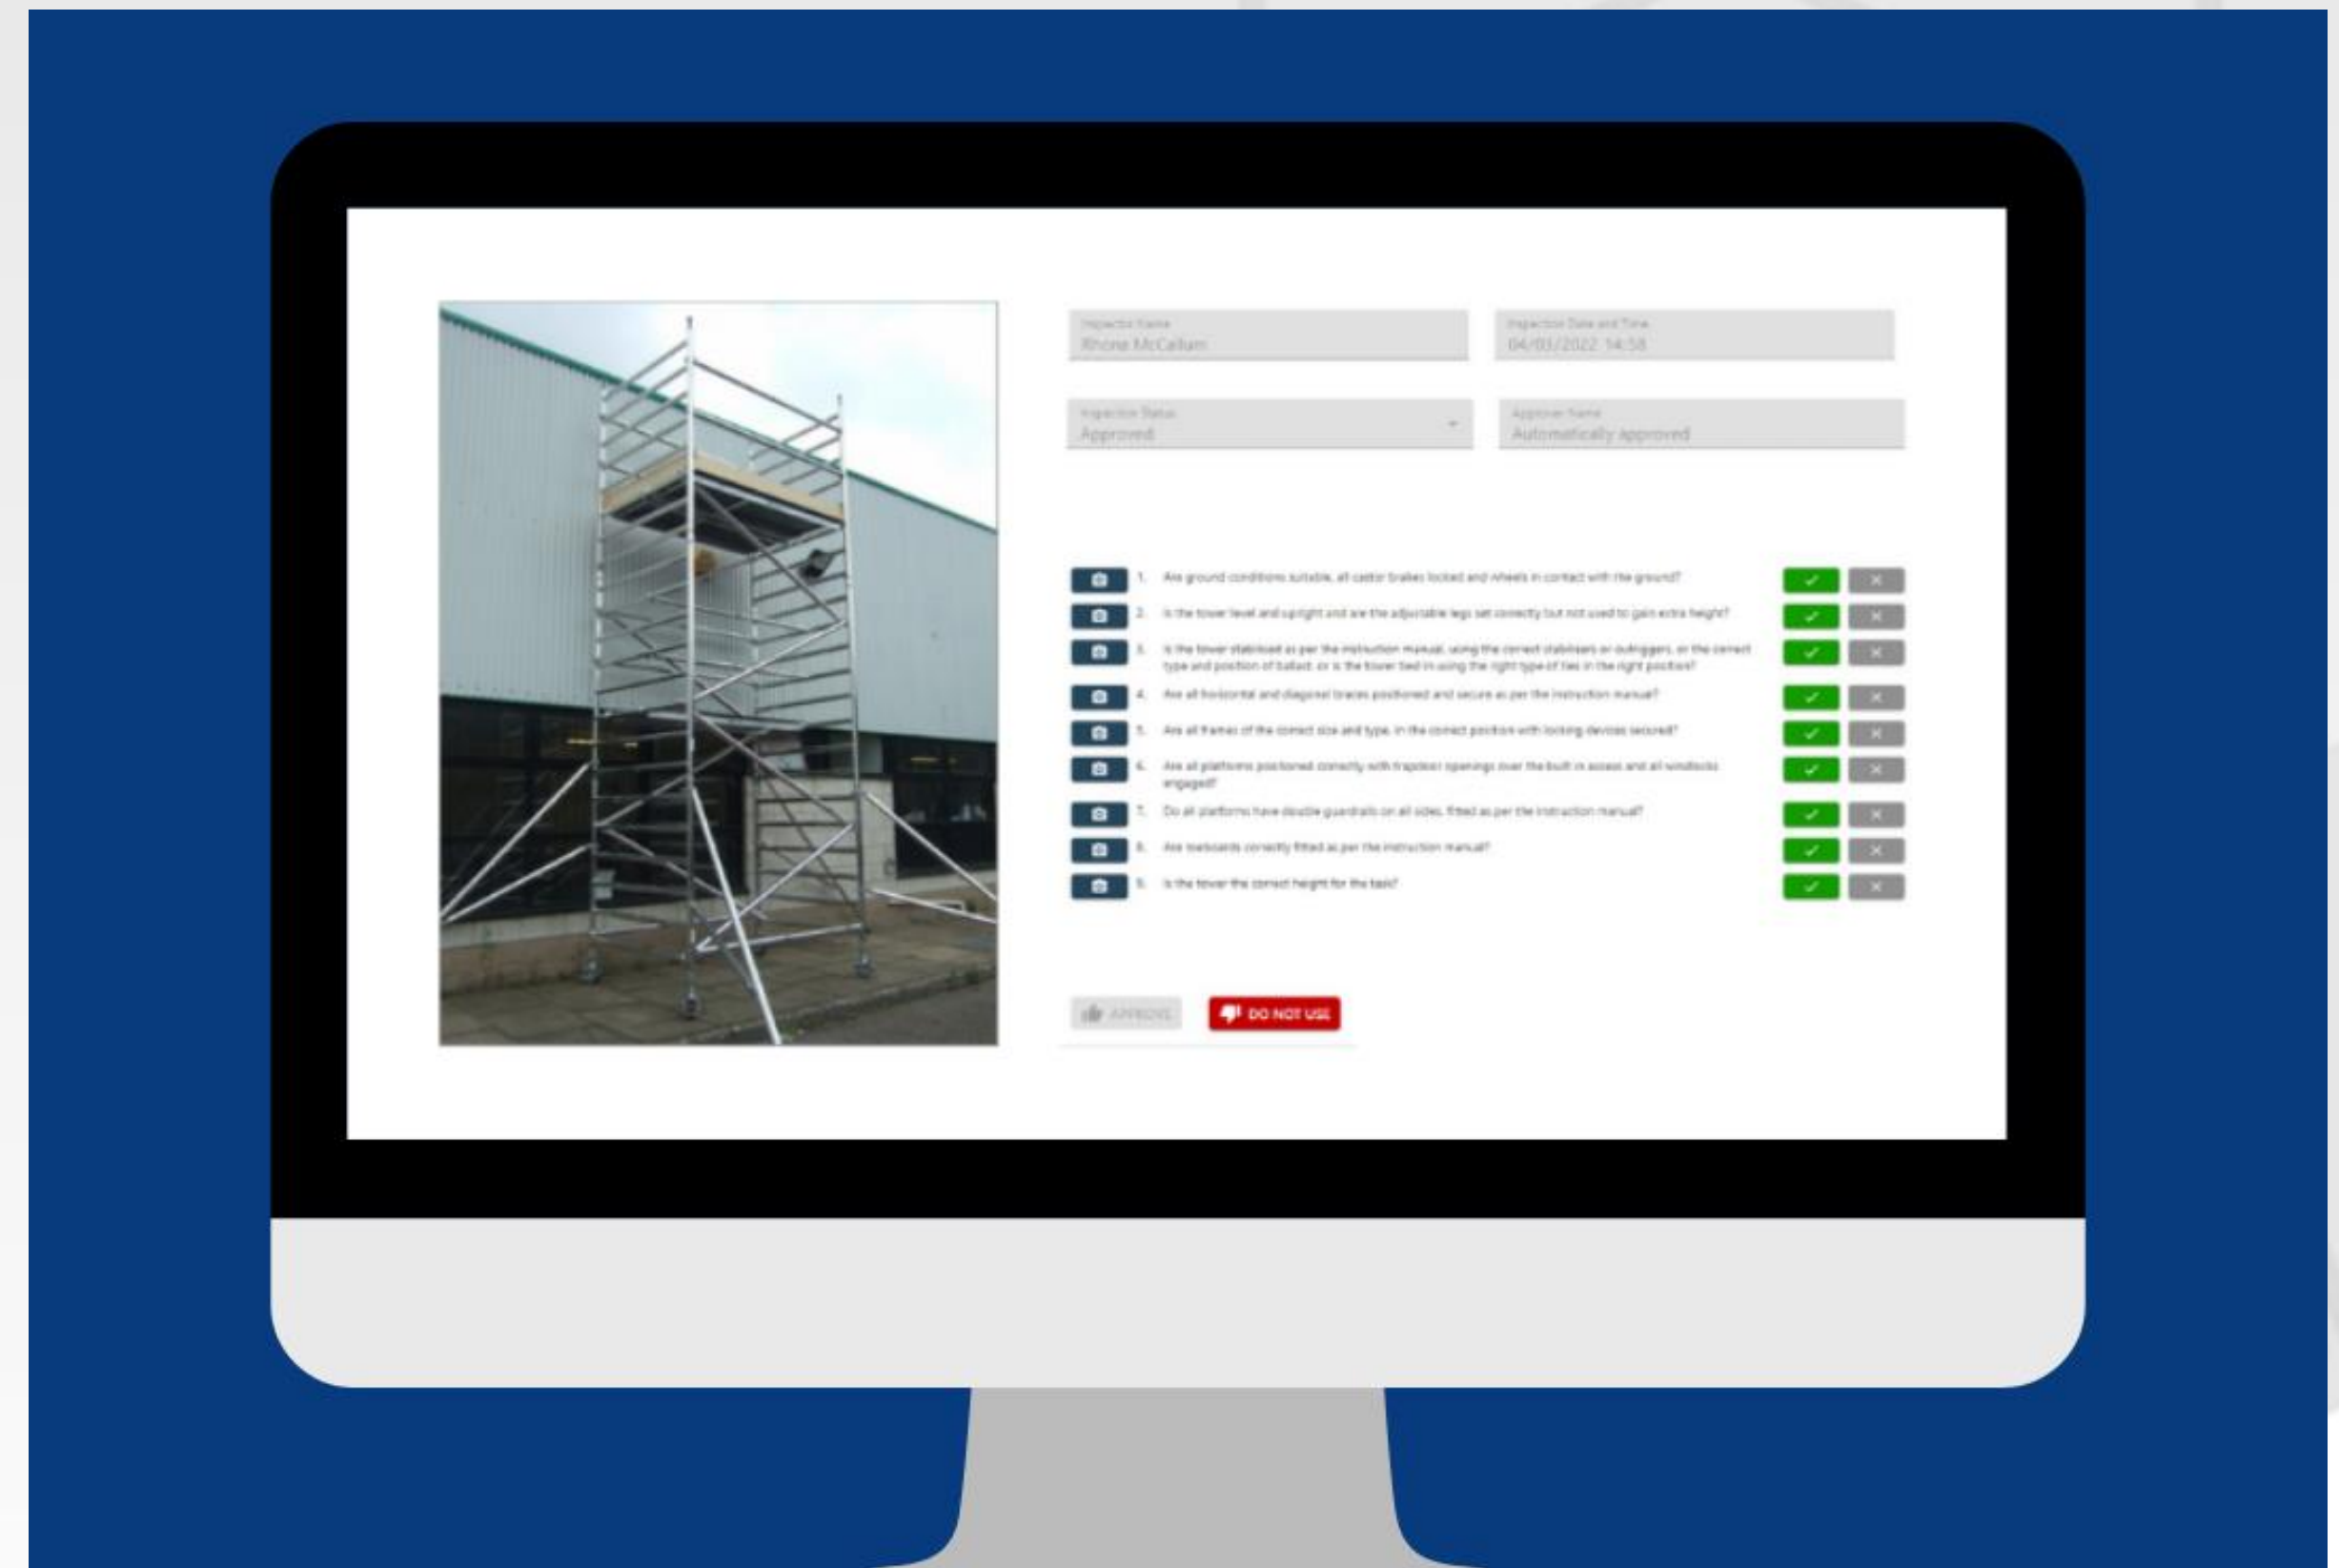 Inspector Name
Rhona McCallum
Inspection Date and Time
04/03/2022 14:58
Inspection Status
Approved
Approver Name
Automatically Approved
1. Are ground conditions suitable, all castor brakes locked and wheels in contact with the ground?
2. Is the tower level and upright and are the adjustable legs set correctly but not used to gain extra height?
3. Is the tower stabilised as per the instruction manual, using the correct stabilisers or outriggers, or the correct
type and position of ballast, or is the tower tied in using the right type of ties in the right position?
4. Are all horizontal and diagonal braces positioned and secure as per the instruction manual?
5. Are all frames of the correct size and type, in the correct position with locking devices secured?
6. Are all platforms positioned correctly with trapdoor openings over the built in access and all windlocks
engaged?
7. Do all platforms have double guardrails on all sides, fitted as per the instruction manual?
8. Are toeboards correctly fitted as per the instruction manual?
9. Is the tower the correct height for the task?
APPROVE
DO NOT USE